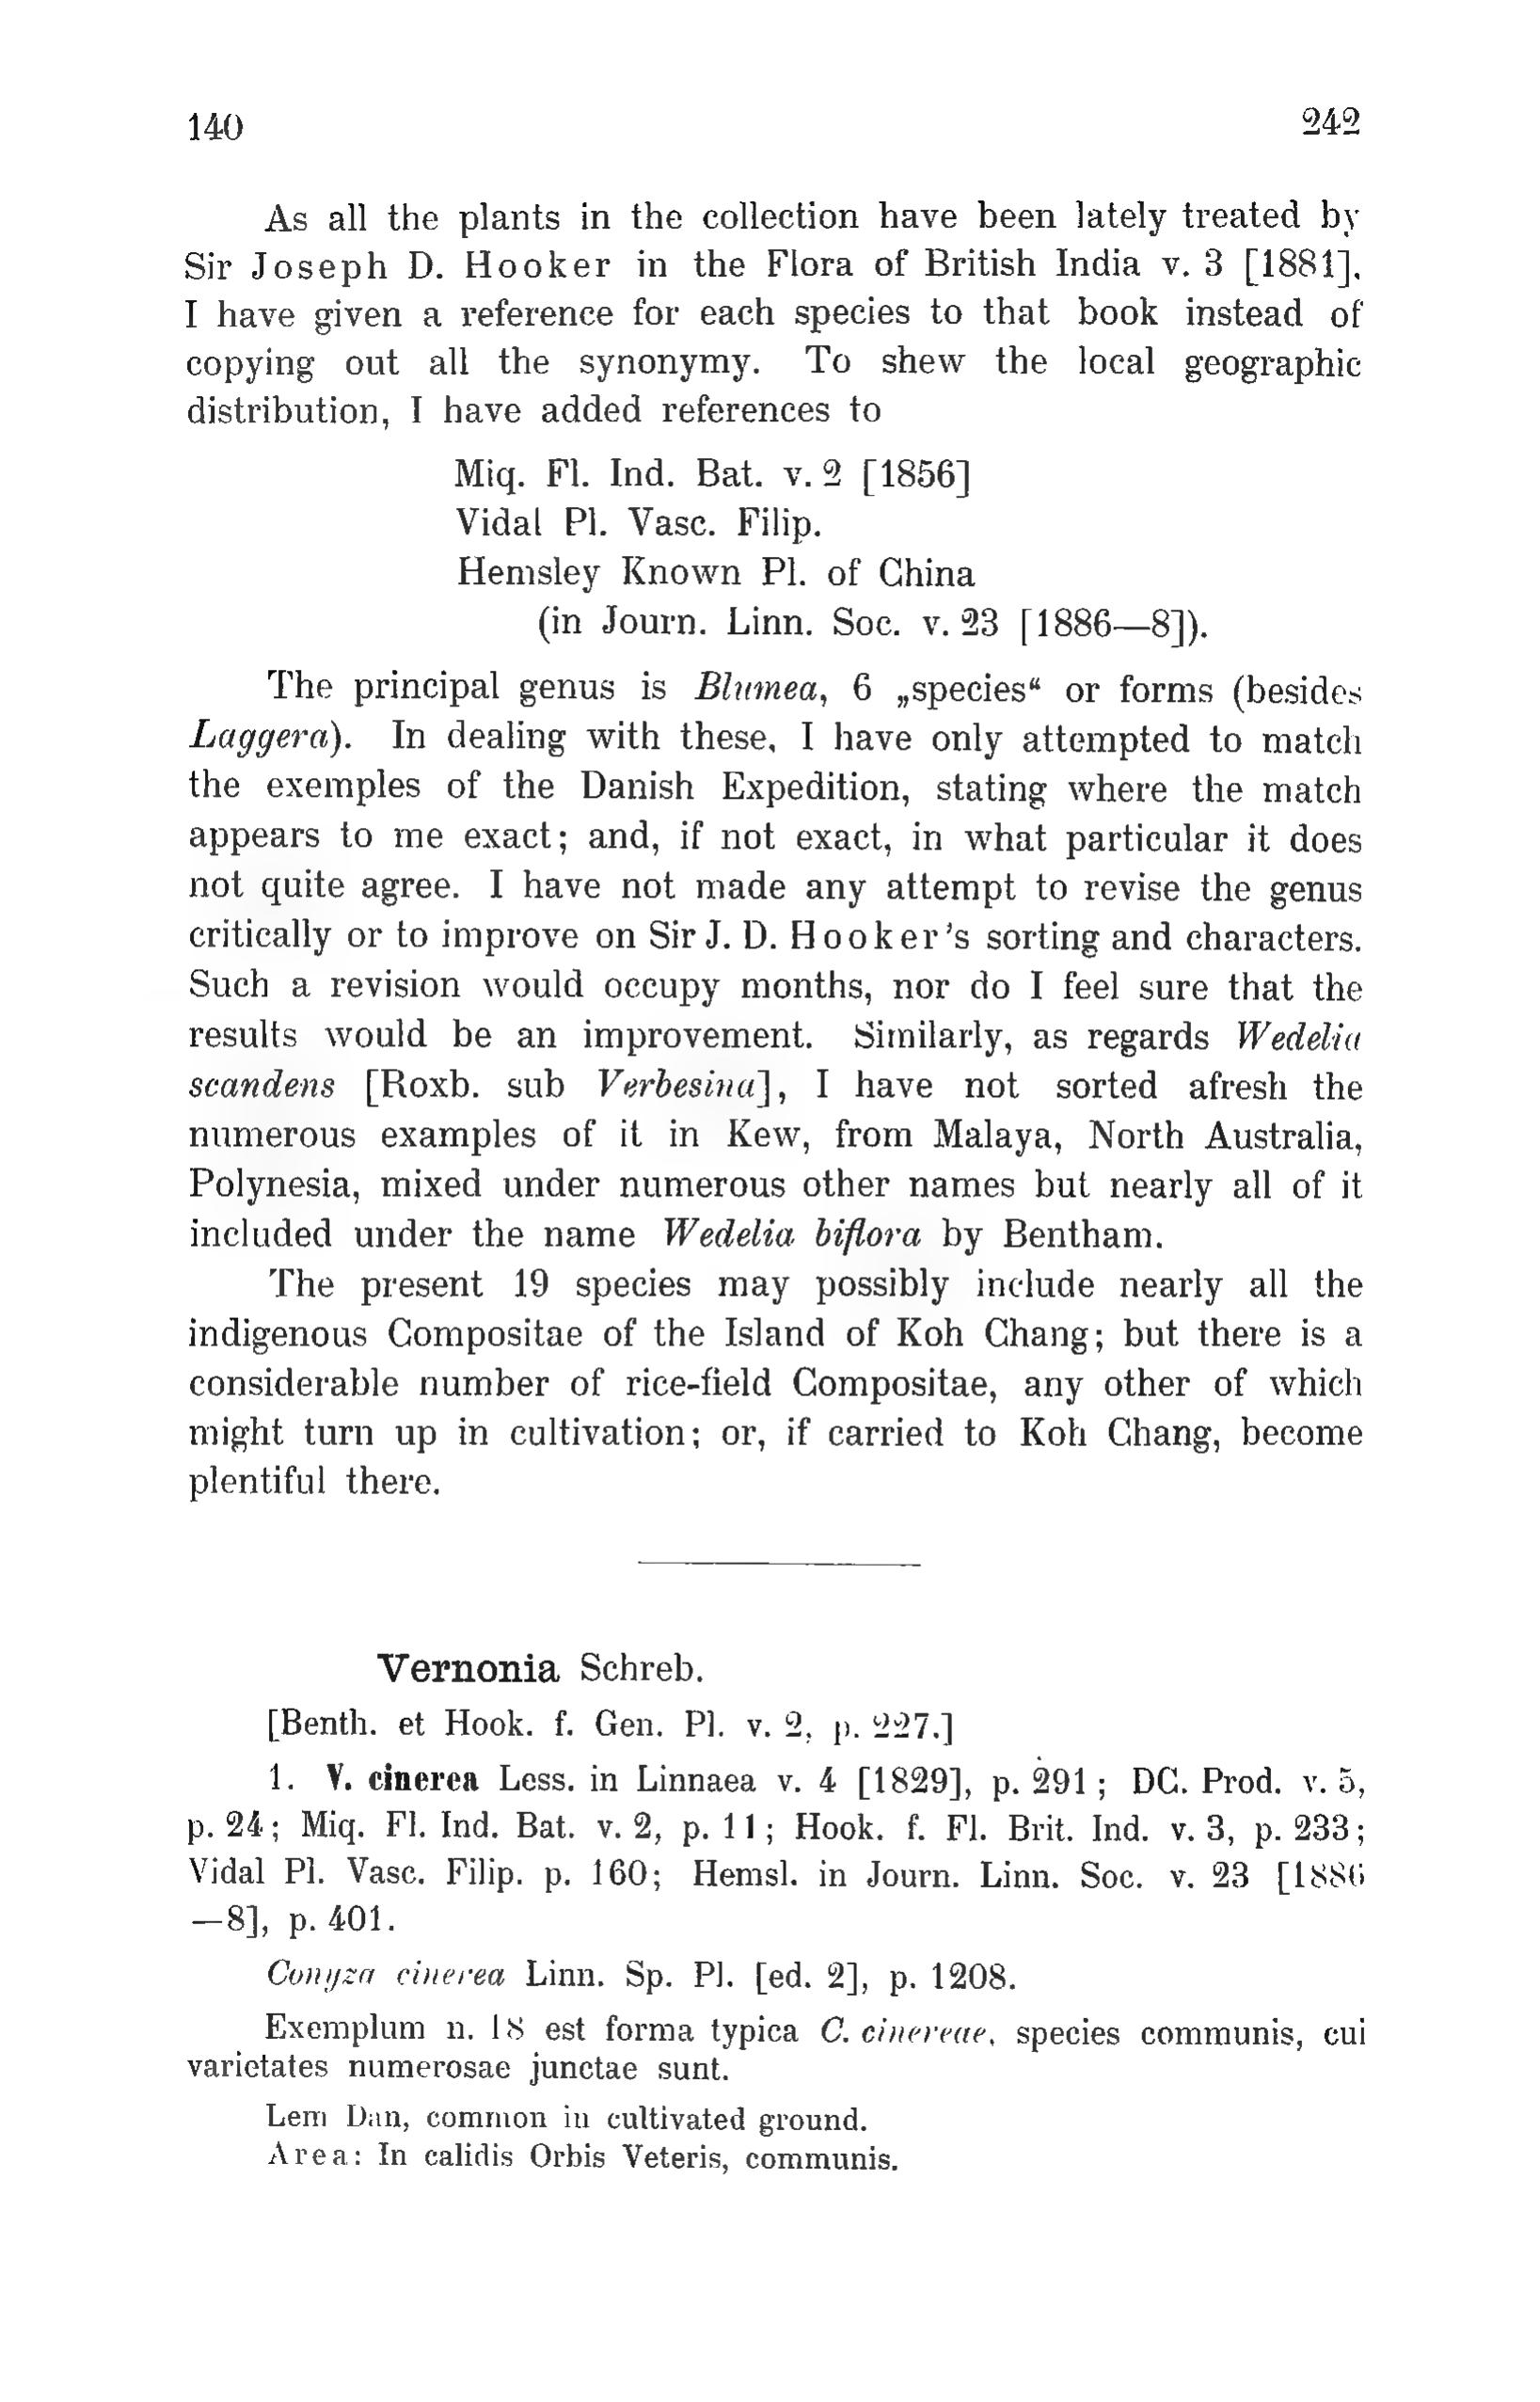 140 242
As all the plants in the collection have been lately treated by
Sir Joseph D. Hooker in the Flora of British India v. 3 [1881],
I have given a reference for each species to that book instead of
copying out all the synonymy. To shew the local geographic
distribution, I have added references to
Miq. Fl. Ind. Bat. v. 2 [1856]
Vidal Pl. Vasc. Filip.
Hemsley Known Pl. of China
(in Journ. Linn. Soc. v. 23 [1886—8]).
The principal genus is Blumea, 6 „species“ or forms (besides
Laggera). In dealing with these, I have only attempted to match
the exemples of the Danish Expedition, stating where the match
appears to me exact; and, if not exact, in what particular it does
not quite agree. I have not made any attempt to revise the genus
critically or to improve on Sir J. D. Hooker's sorting and characters.
Such a revision would occupy months, nor do I feel sure that the
results would be an improvement. Similarly, as regards Wedelia
scandens [Roxb. sub Verbesina], I have not sorted afresh the
numerous examples of it in Kew, from Malaya, North Australia,
Polynesia, mixed under numerous other names but nearly all of it
included under the name Wedelia biflora by Bentham.
The present 19 species may possibly include nearly all the
indigenous Compositae of the Island of Koh Chang; but there is a
considerable number of rice-field Compositae, any other of which
might turn up in cultivation; or, if carried to Koh Chang, become
plentiful there.
Vernonia Schreb.
[Benth. et Hook. f. Gen. Pl. v. 2, p. 227.]
1. V. cinerea Less. in Linnaea v. 4 [1829], p. 291; DC. Prod. v. 5,
p. 24; Miq. Fl. Ind. Bat. v. 2, p. 11; Hook. f. Fl. Brit. Ind. v. 3, p. 233;
Vidal Pl. Vasc. Filip. p. 160; Hemsl. in Journ. Linn. Soc. v. 23 [1886
—8], p. 401.
Conyza cinerea Linn. Sp. Pl. [ed. 2], p. 1208.
Exemplum n. 18 est forma typica C. cinereae, species communis, cui
varietates numerosae junctae sunt.
Lem Dan, common in cultivated ground.
Area: In calidis Orbis Veteris, communis.